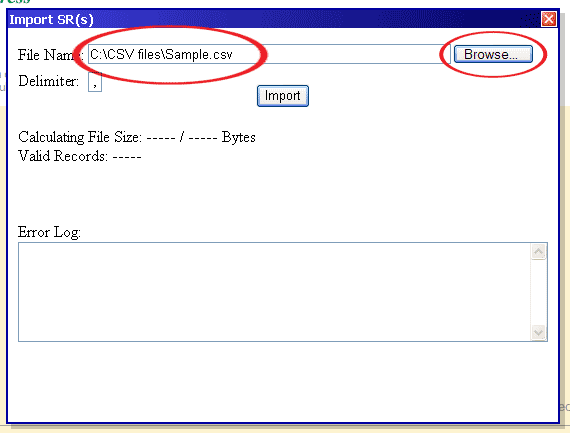 ress
Import SR(s)
File Name: C:\CSV files\Sample.csv Browse...
Delimiter: ,
Import
Calculating File Size: ----- / ----- Bytes
Valid Records: -----
Error Log: